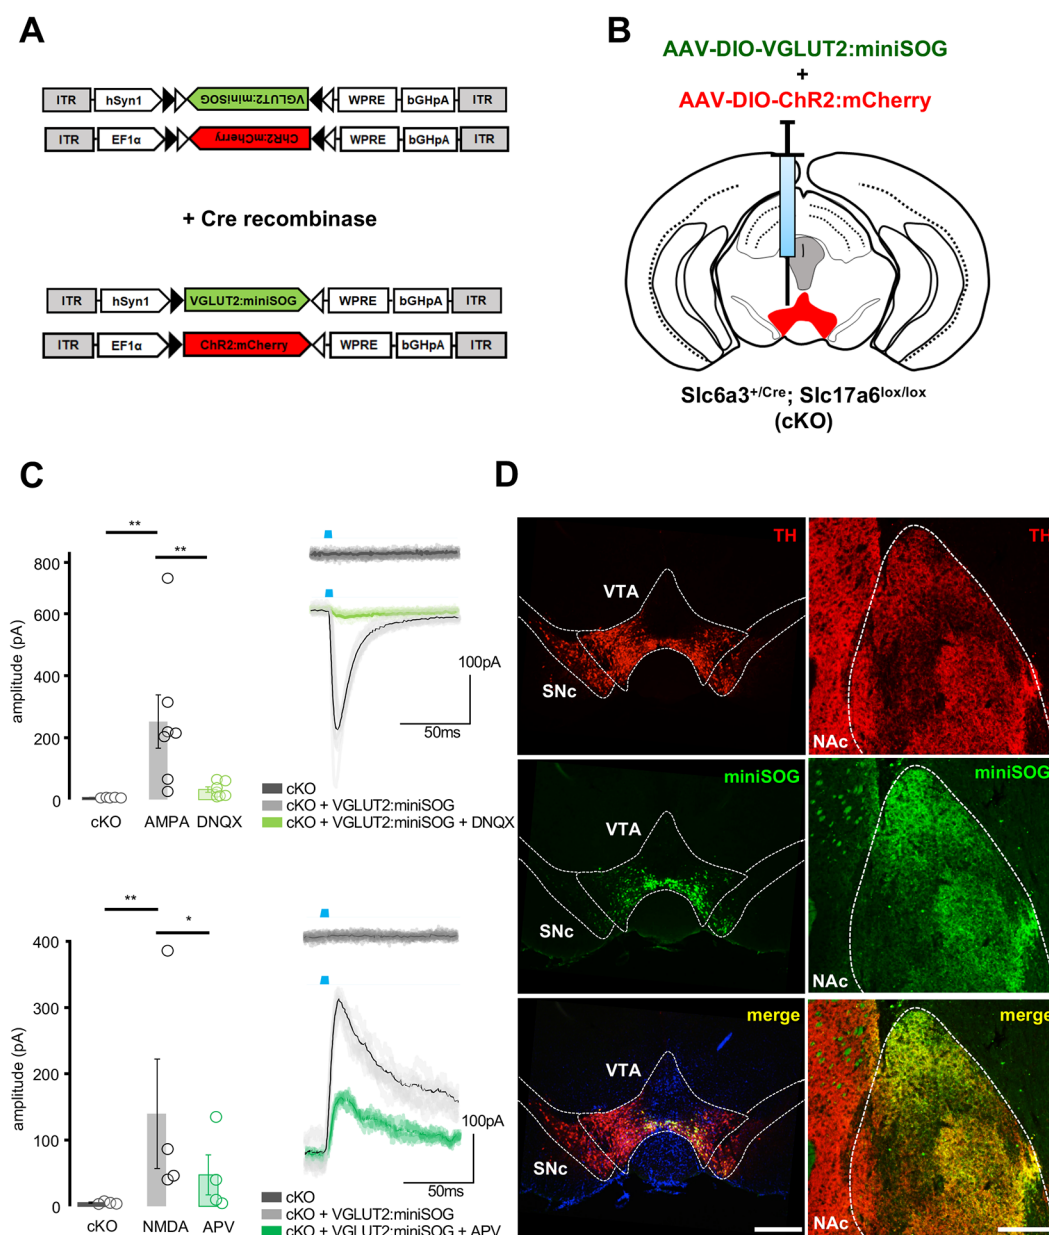 A
ITR hSyn1 VGLUT2:miniSOG WPRE bGHpA ITR
ITR EF1α ChR2:mCherry WPRE bGHpA ITR
+ Cre recombinase
ITR hSyn1 VGLUT2:miniSOG WPRE bGHpA ITR
ITR EF1α ChR2:mCherry WPRE bGHpA ITR
B
AAV-DIO-VGLUT2:miniSOG
+
AAV-DIO-ChR2:mCherry
Slc6a3+/Cre; Slc17a6lox/lox
(cKO)
C
amplitude (pA)
800
600
400
200
0
**
**
cKO AMPA DNQX
100pA
50ms
cKO
cKO + VGLUT2:miniSOG
cKO + VGLUT2:miniSOG + DNQX
amplitude (pA)
400
300
200
100
0
**
*
cKO NMDA APV
100pA
50ms
cKO
cKO + VGLUT2:miniSOG
cKO + VGLUT2:miniSOG + APV
D
TH
VTA
SNc
TH
NAc
miniSOG
VTA
SNc
miniSOG
NAc
merge
VTA
SNc
merge
NAc